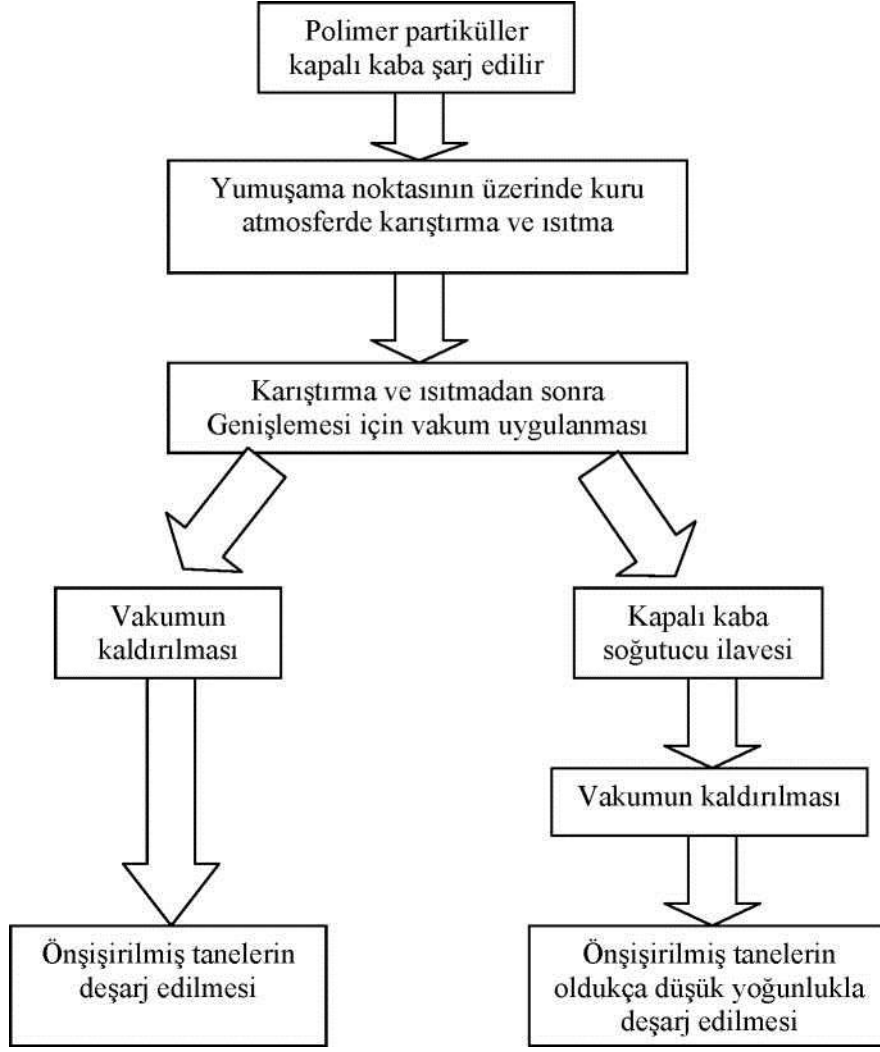 Polimer partiküller
kapalı kaba şarj edilir
Yumuşama noktasının üzerinde kuru
atmosferde karıştırma ve ısıtma
Karıştırma ve ısıtmadan sonra
Genişlemesi için vakum uygulanması
Vakumun
kaldırılması
Kapalı kaba
soğutucu ilavesi
Vakumun kaldırılması
Önşişirilmiş tanelerin
deşarj edilmesi
Önşişirilmiş tanelerin
oldukça düşük yoğunlukla
deşarj edilmesi